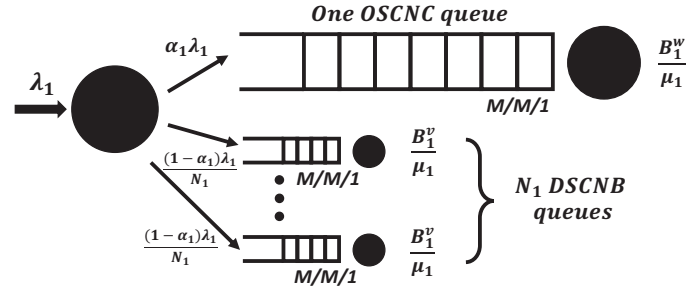 One OSCNC queue
α₁λ₁
λ₁
B₁ʷ
μ₁
M/M/1
(1 − α₁)λ₁
N₁
M/M/1
B₁ᵛ
μ₁
N₁ DSCNB
queues
(1 − α₁)λ₁
N₁
M/M/1
B₁ᵛ
μ₁